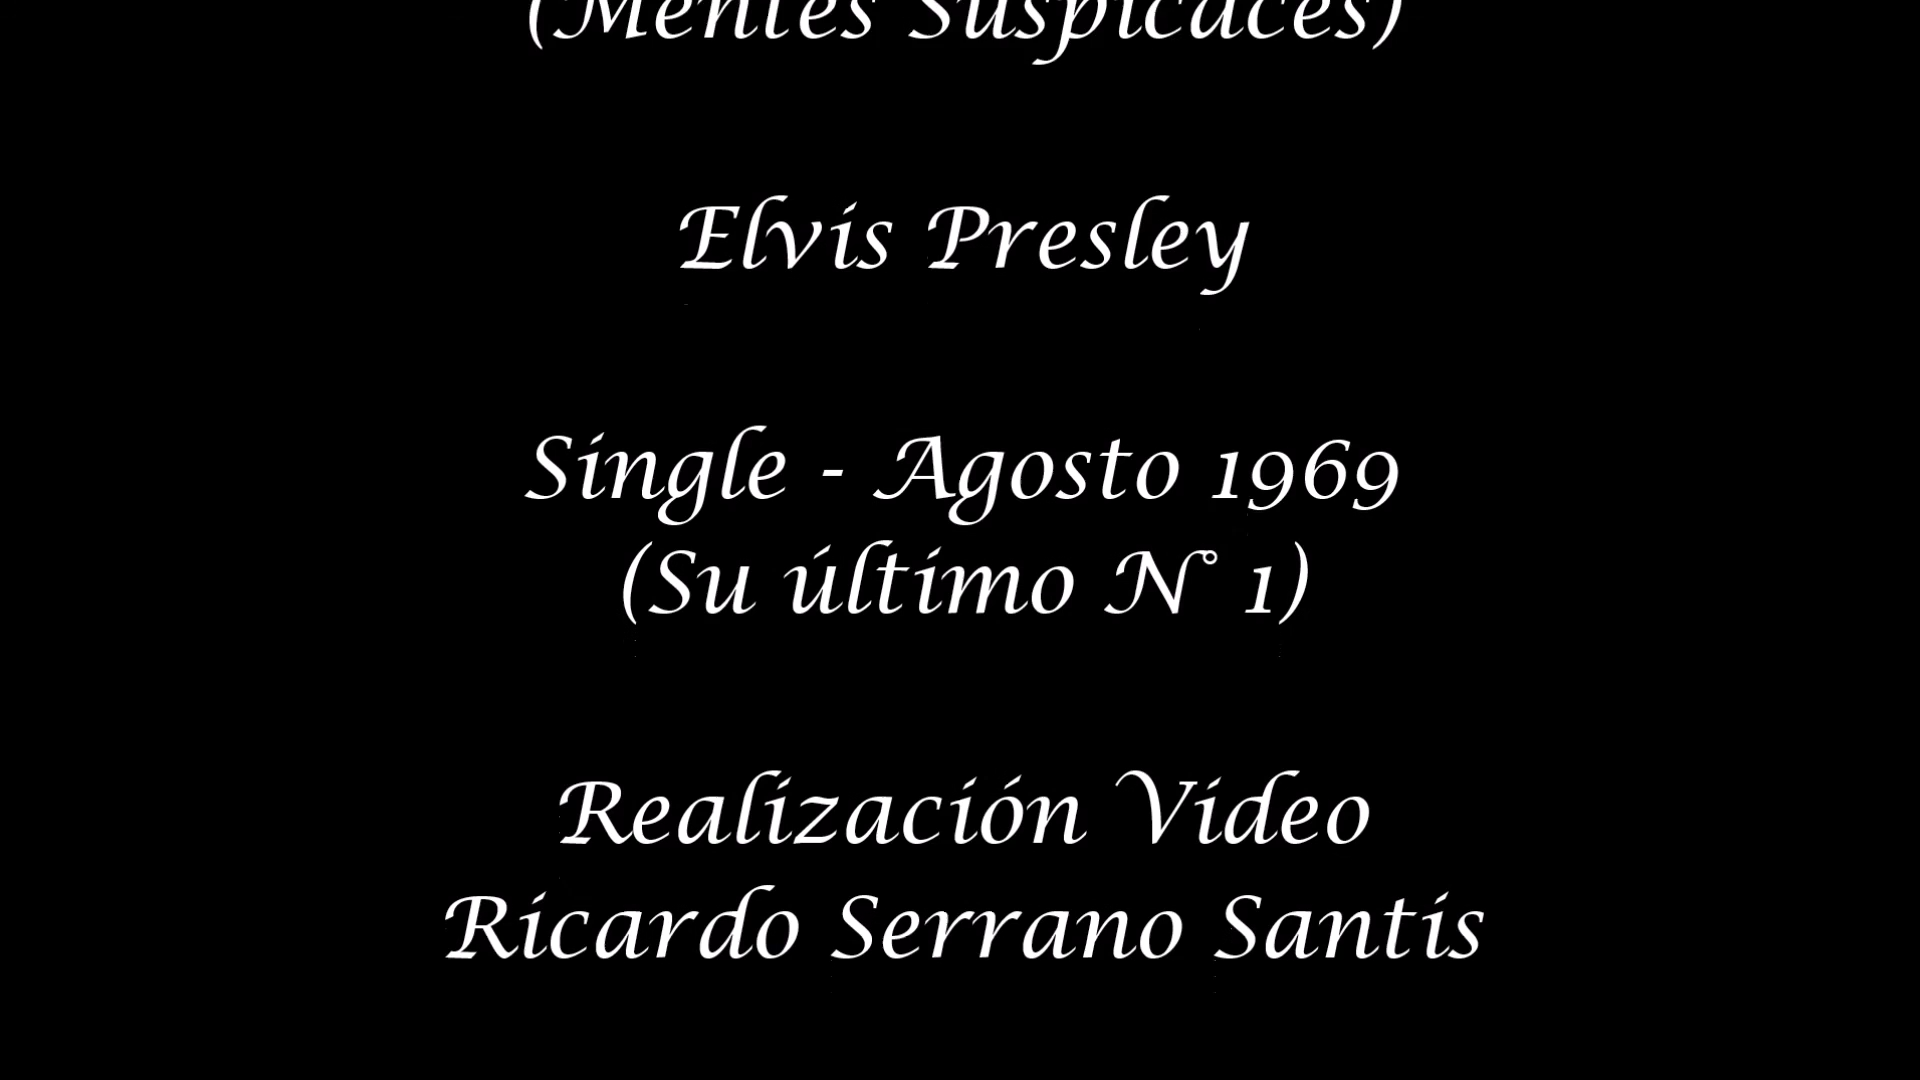 (Mentes Suspicaces)
Elvis Presley
Single - Agosto 1969
(Su último N° 1)
Realización Video
Ricardo Serrano Santis